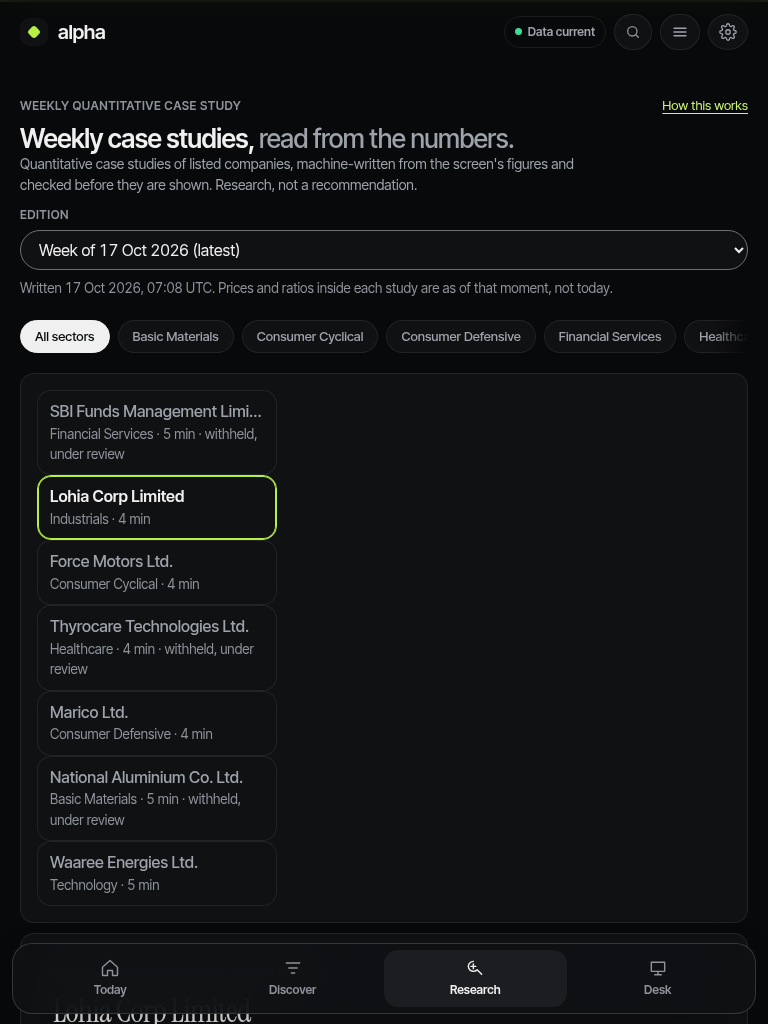 alpha
Data current
WEEKLY QUANTITATIVE CASE STUDY
How this works
Weekly case studies, read from the numbers.
Quantitative case studies of listed companies, machine-written from the screen's figures and
checked before they are shown. Research, not a recommendation.
EDITION
Week of 17 Oct 2026 (latest)
Written 17 Oct 2026, 07:08 UTC. Prices and ratios inside each study are as of that moment, not today.
All sectors
Basic Materials
Consumer Cyclical
Consumer Defensive
Financial Services
SBI Funds Management Limi...
Financial Services · 5 min · withheld,
under review
Lohia Corp Limited
Industrials · 4 min
Force Motors Ltd.
Consumer Cyclical · 4 min
Thyrocare Technologies Ltd.
Healthcare · 4 min · withheld, under
review
Marico Ltd.
Consumer Defensive · 4 min
National Aluminium Co. Ltd.
Basic Materials · 5 min · withheld,
under review
Waaree Energies Ltd.
Technology · 5 min
Today
Discover
Research
Desk
Lohia Corp Limited